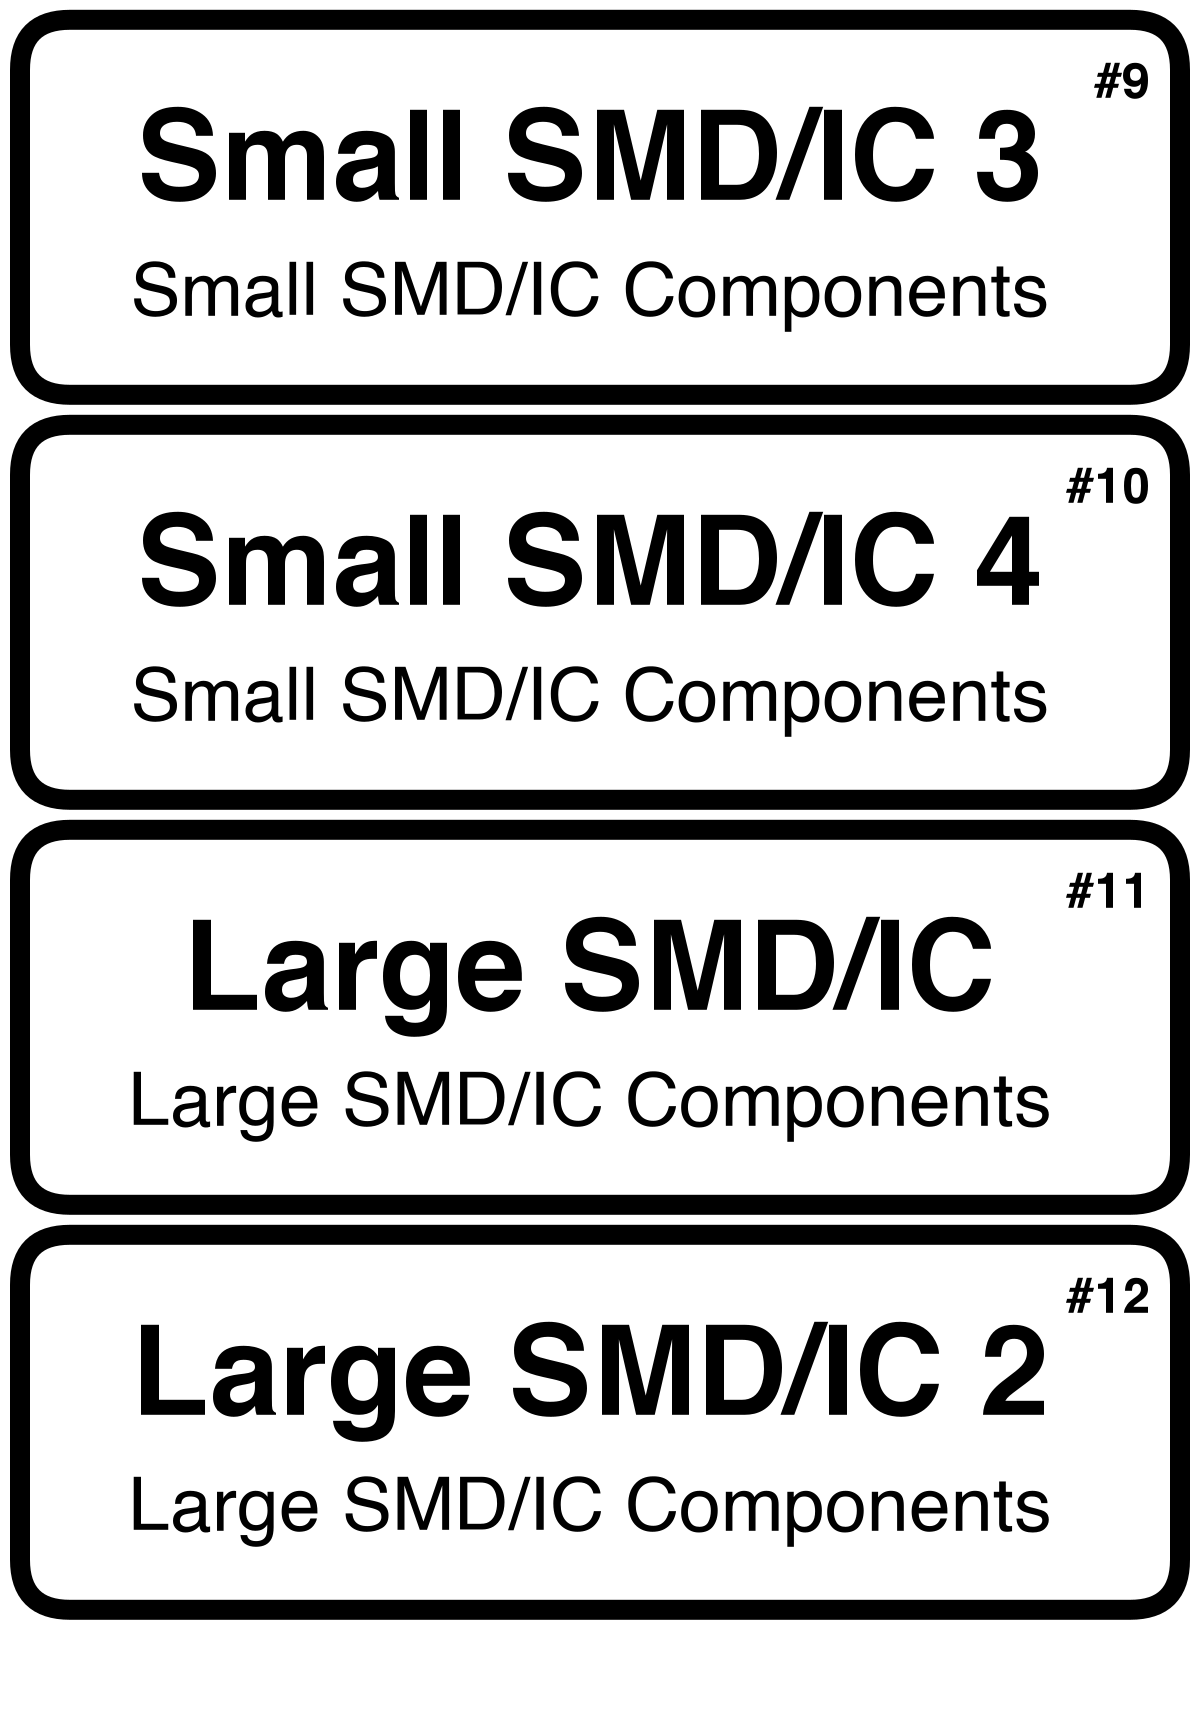 #9
Small SMD/IC 3
Small SMD/IC Components
#10
Small SMD/IC 4
Small SMD/IC Components
#11
Large SMD/IC
Large SMD/IC Components
#12
Large SMD/IC 2
Large SMD/IC Components